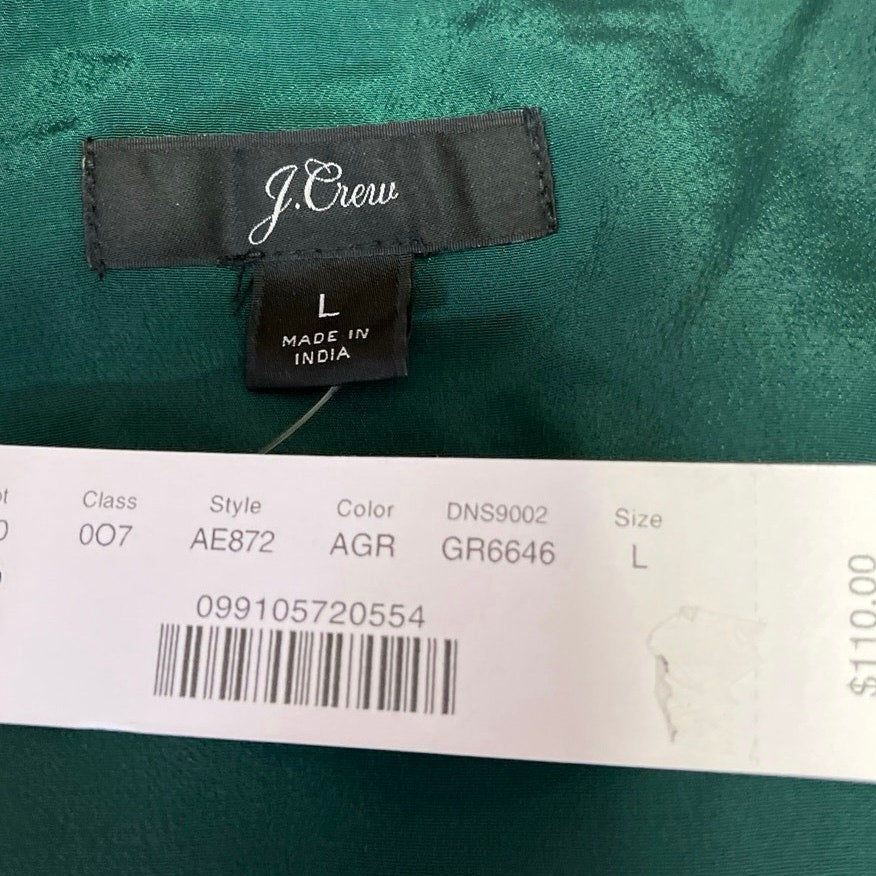 J.Crew
L
MADE IN
INDIA
Class Style Color DNS9002 Size
0O7 AE872 AGR GR6646 L
099105720554
$110.00